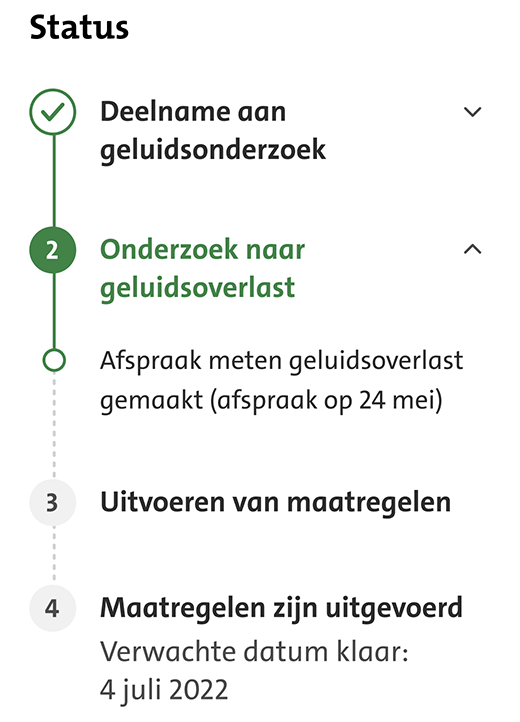 Status
Deelname aan
geluidsonderzoek
2
Onderzoek naar
geluidsoverlast
Afspraak meten geluidsoverlast
gemaakt (afspraak op 24 mei)
3
Uitvoeren van maatregelen
4
Maatregelen zijn uitgevoerd
Verwachte datum klaar:
4 juli 2022